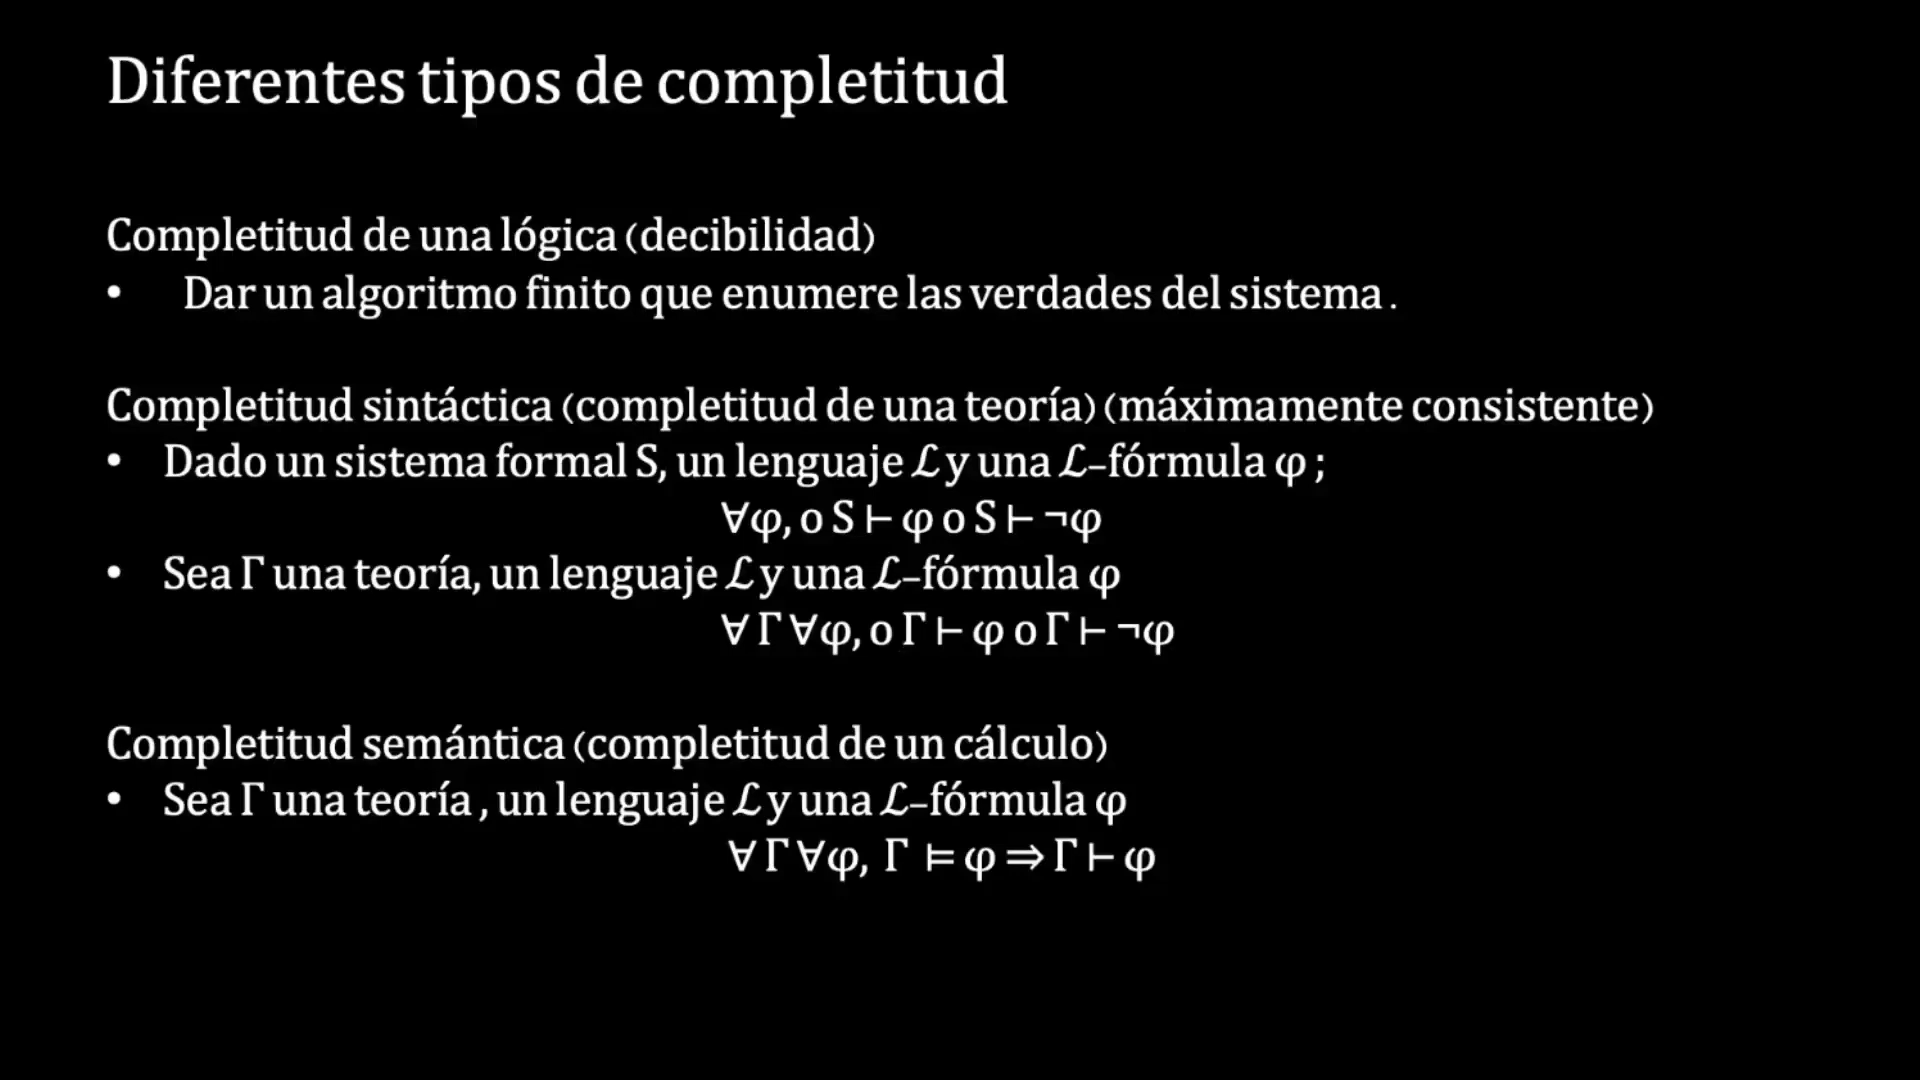 Diferentes tipos de completitud
Completitud de una lógica (decibilidad)
• Dar un algoritmo finito que enumere las verdades del sistema .
Completitud sintáctica (completitud de una teoría) (máximamente consistente)
• Dado un sistema formal S, un lenguaje ℒ y una ℒ–fórmula φ ;
∀φ, o S ⊢ φ o S ⊢ ¬φ
• Sea Γ una teoría, un lenguaje ℒ y una ℒ–fórmula φ
∀ Γ ∀φ, o Γ ⊢ φ o Γ ⊢ ¬φ
Completitud semántica (completitud de un cálculo)
• Sea Γ una teoría , un lenguaje ℒ y una ℒ–fórmula φ
∀ Γ ∀φ, Γ ⊨ φ ⇒ Γ ⊢ φ